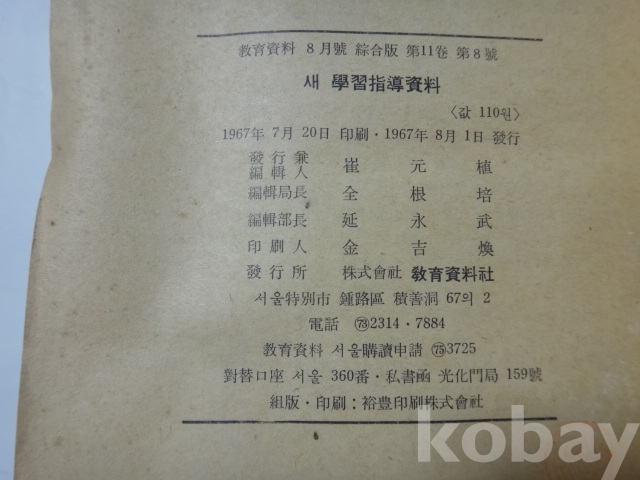 敎育資料 8月號 綜合版 第11卷 第8號
새 學習指導資料
〈값 110원〉
1967年 7月 20日 印刷・1967年 8月 1日 發行
發行兼
編輯人 崔元植
編輯局長 全根培
編輯部長 延永武
印刷人 金吉煥
發行所 株式會社 敎育資料社
서울特別市 鍾路區 積善洞 67의 2
電話 ㉝2314・7884
敎育資料 서울購讀申請 ㉟3725
對替口座 서울 360番・私書函 光化門局 159號
組版・印刷:裕豊印刷株式會社
kobay